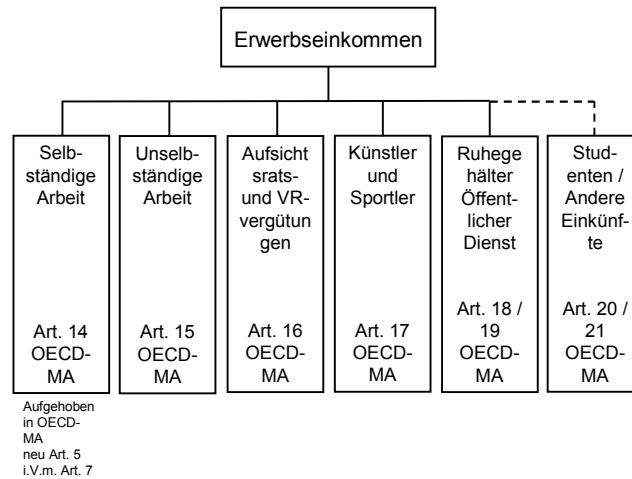 Erwerbseinkommen
Selb-
ständige
Arbeit
Art. 14
OECD-
MA
Unselb-
ständige
Arbeit
Art. 15
OECD-
MA
Aufsicht
srats-
und VR-
vergütun
gen
Art. 16
OECD-
MA
Künstler
und
Sportler
Art. 17
OECD-
MA
Ruhege
hälter
Öffent-
licher
Dienst
Art. 18 /
19
OECD-
MA
Stud-
enten /
Andere
Einkünf-
te
Art. 20 /
21
OECD-
MA
Aufgehoben
in OECD-
MA
neu Art. 5
i.V.m. Art. 7